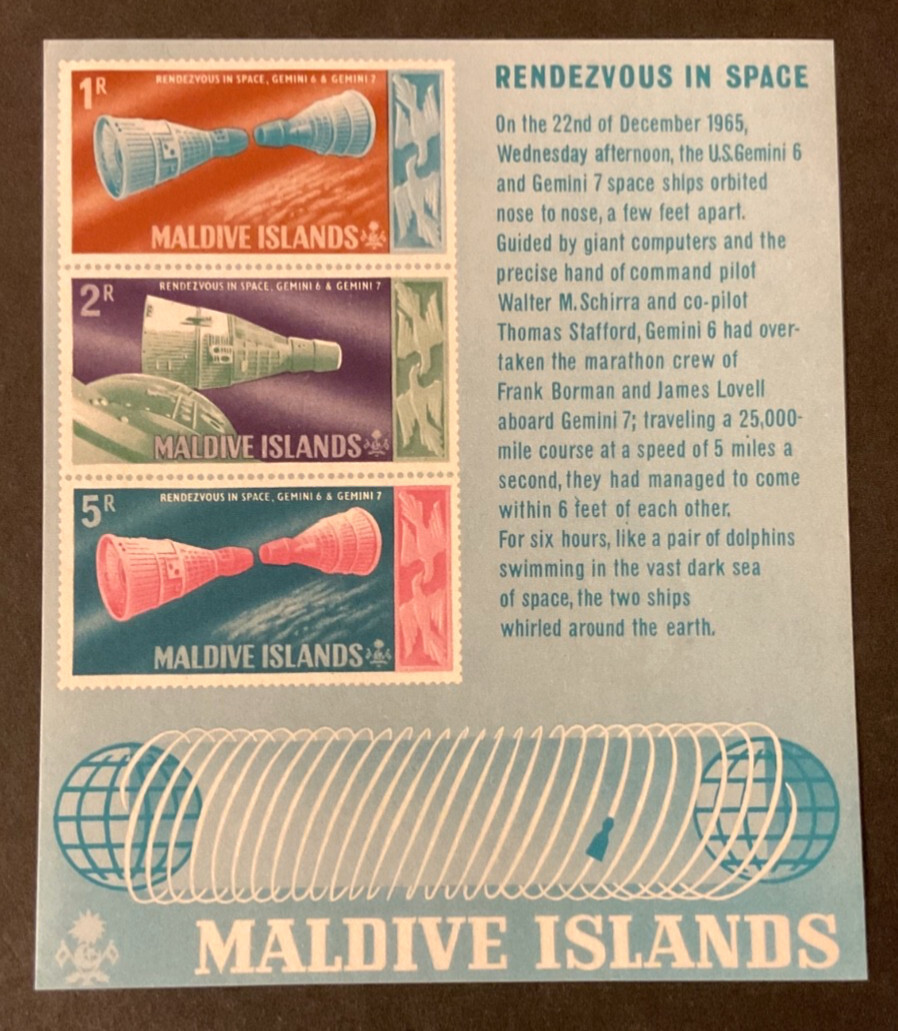 1R
RENDEZVOUS IN SPACE, GEMINI 6 & GEMINI 7
MALDIVE ISLANDS
2R
RENDEZVOUS IN SPACE, GEMINI 6 & GEMINI 7
MALDIVE ISLANDS
5R
RENDEZVOUS IN SPACE, GEMINI 6 & GEMINI 7
MALDIVE ISLANDS
RENDEZVOUS IN SPACE
On the 22nd of December 1965,
Wednesday afternoon, the U.S.Gemini 6
and Gemini 7 space ships orbited
nose to nose, a few feet apart.
Guided by giant computers and the
precise hand of command pilot
Walter M. Schirra and co-pilot
Thomas Stafford, Gemini 6 had over-
taken the marathon crew of
Frank Borman and James Lovell
aboard Gemini 7; traveling a 25,000-
mile course at a speed of 5 miles a
second, they had managed to come
within 6 feet of each other.
For six hours, like a pair of dolphins
swimming in the vast dark sea
of space, the two ships
whirled around the earth.
MALDIVE ISLANDS